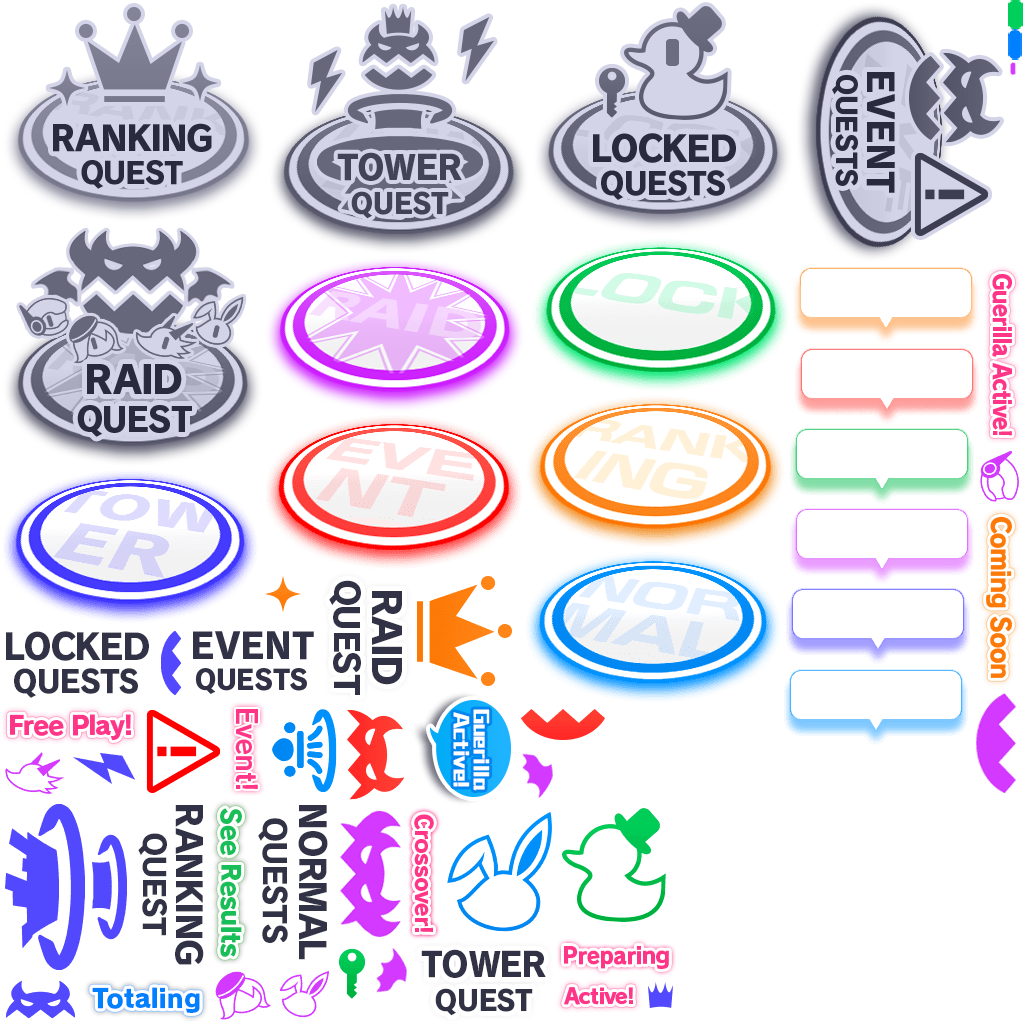 RANKING
QUEST
TOWER
QUEST
LOCKED
QUESTS
EVENT
QUESTS
RAID
QUEST
RAID
LOCK
Guerilla Active!
EVE
NT
RANK
ING
TOW
ER
NOR
MAL
Coming Soon
LOCKED
QUESTS
EVENT
QUESTS
RAID
QUEST
Free Play!
Event!
Guerilla
Active!
RANKING
QUEST
See Results
NORMAL
QUESTS
Crossover!
TOWER
QUEST
Preparing
Active!
Totaling